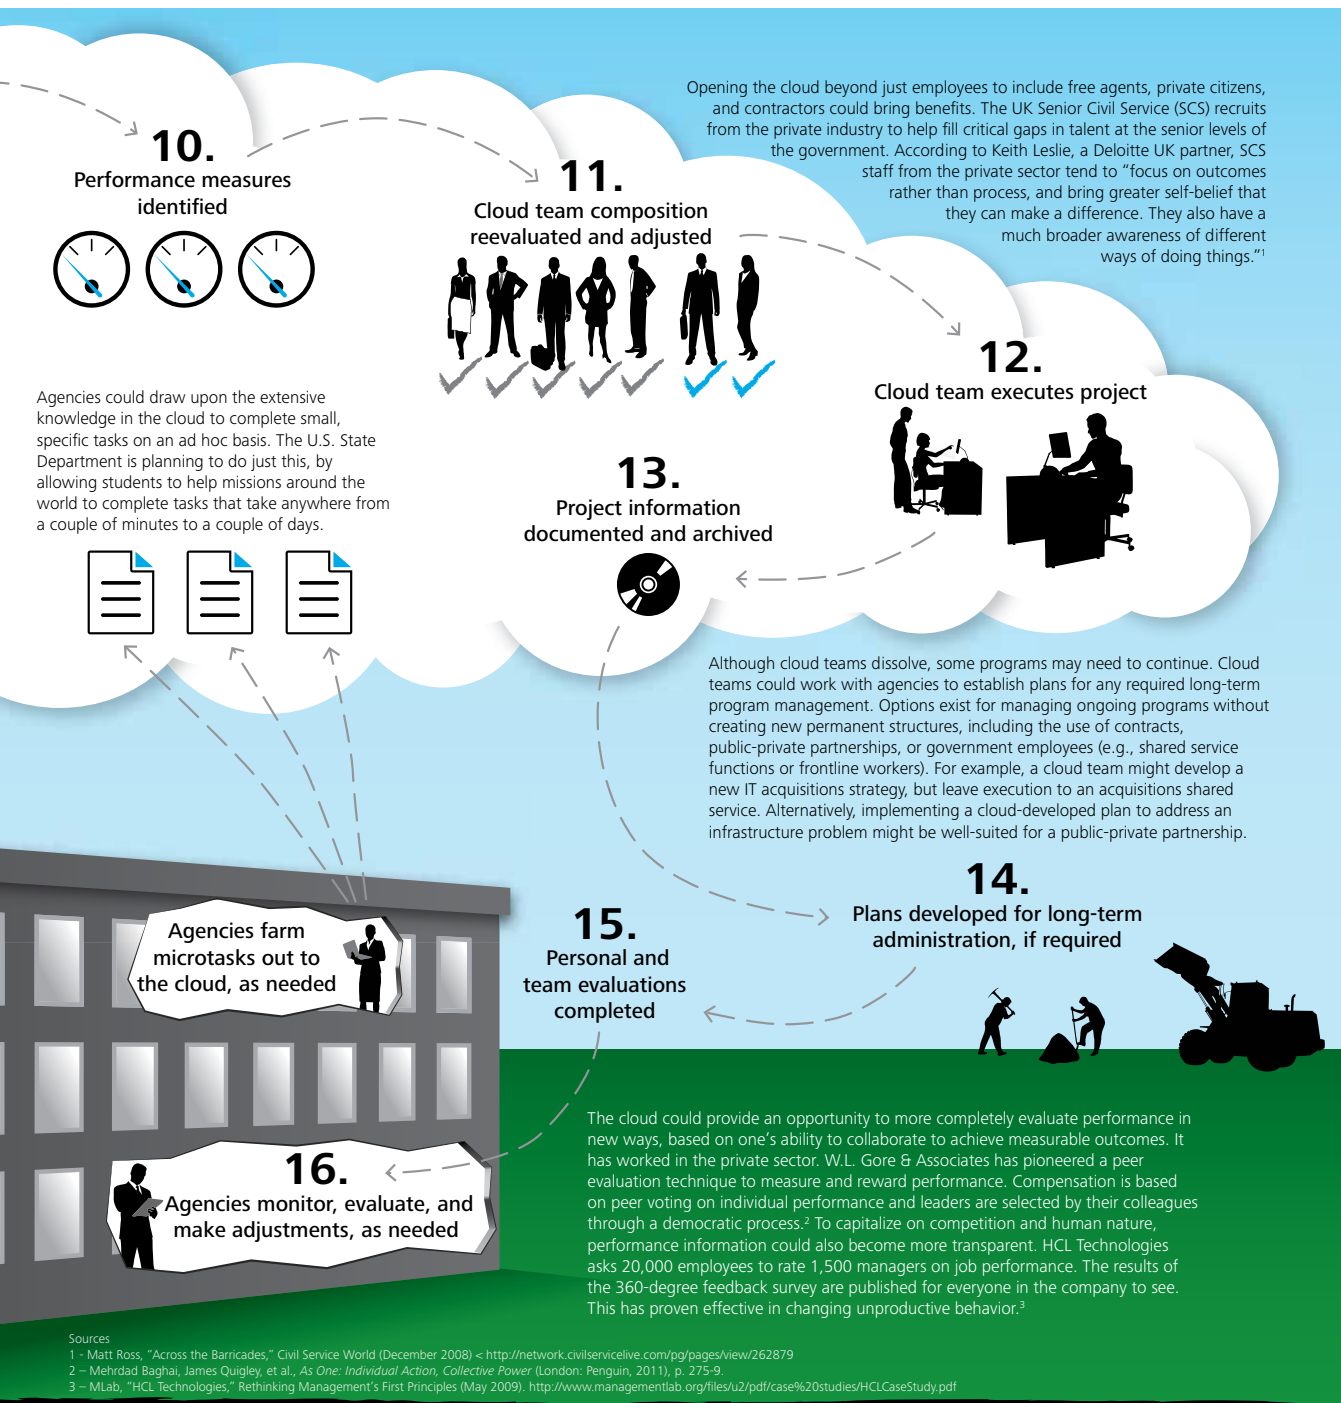 10.
Performance measures
identified
11.
Cloud team composition
reevaluated and adjusted
Opening the cloud beyond just employees to include free agents, private citizens,
and contractors could bring benefits. The UK Senior Civil Service (SCS) recruits
from the private industry to help fill critical gaps in talent at the senior levels of
the government. According to Keith Leslie, a Deloitte UK partner, SCS
staff from the private sector tend to “focus on outcomes
rather than process, and bring greater self-belief that
they can make a difference. They also have a
much broader awareness of different
ways of doing things.”1
12.
Cloud team executes project
Agencies could draw upon the extensive
knowledge in the cloud to complete small,
specific tasks on an ad hoc basis. The U.S. State
Department is planning to do just this, by
allowing students to help missions around the
world to complete tasks that take anywhere from
a couple of minutes to a couple of days.
13.
Project information
documented and archived
Although cloud teams dissolve, some programs may need to continue. Cloud
teams could work with agencies to establish plans for any required long-term
program management. Options exist for managing ongoing programs without
creating new permanent structures, including the use of contracts,
public-private partnerships, or government employees (e.g., shared service
functions or frontline workers). For example, a cloud team might develop a
new IT acquisitions strategy, but leave execution to an acquisitions shared
service. Alternatively, implementing a cloud-developed plan to address an
infrastructure problem might be well-suited for a public-private partnership.
14.
Plans developed for long-term
administration, if required
Agencies farm
microtasks out to
the cloud, as needed
15.
Personal and
team evaluations
completed
16.
Agencies monitor, evaluate, and
make adjustments, as needed
The cloud could provide an opportunity to more completely evaluate performance in
new ways, based on one’s ability to collaborate to achieve measurable outcomes. It
has worked in the private sector. W.L. Gore & Associates has pioneered a peer
evaluation technique to measure and reward performance. Compensation is based
on peer voting on individual performance and leaders are selected by their colleagues
through a democratic process.2 To capitalize on competition and human nature,
performance information could also become more transparent. HCL Technologies
asks 20,000 employees to rate 1,500 managers on job performance. The results of
the 360-degree feedback survey are published for everyone in the company to see.
This has proven effective in changing unproductive behavior.3
Sources
1 - Matt Ross, “Across the Barricades,” Civil Service World (December 2008) < http://network.civilservicelive.com/pg/pages/view/262879
2 – Mehrdad Baghai, James Quigley, et al., As One: Individual Action, Collective Power (London: Penguin, 2011), p. 275-9.
3 – MLab, “HCL Technologies,” Rethinking Management’s First Principles (May 2009). http://www.managementlab.org/files/u2/pdf/case%20studies/HCLCaseStudy.pdf